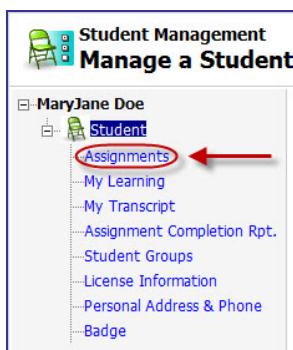 Student Management
Manage a Student
MaryJane Doe
Student
Assignments
My Learning
My Transcript
Assignment Completion Rpt.
Student Groups
License Information
Personal Address & Phone
Badge